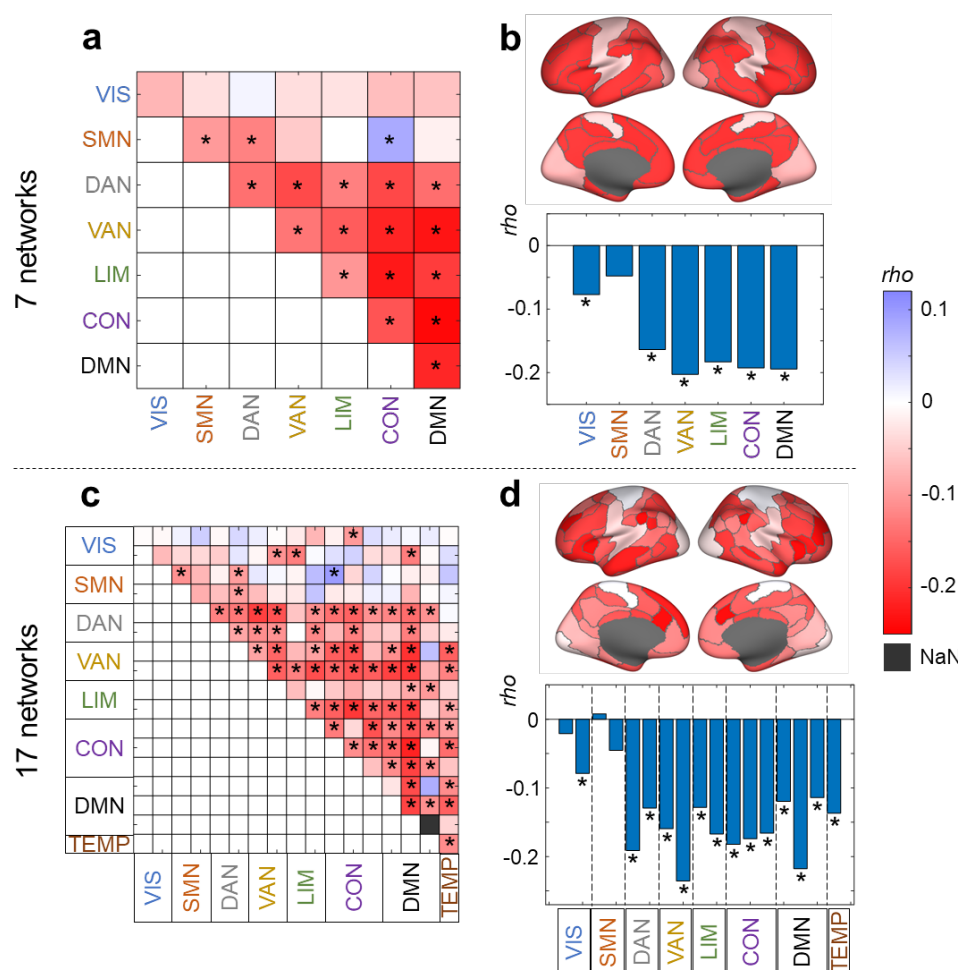 a
7 networks
VIS
SMN
DAN
VAN
LIM
CON
DMN
* * *
* * * * *
* * * *
* * *
* *
*
VIS SMN DAN VAN LIM CON DMN
b
rho
0
-0.1
-0.2
* * * * * *
VIS SMN DAN VAN LIM CON DMN
rho
0.1
0
-0.1
-0.2
NaN
c
17 networks
VIS
SMN
DAN
VAN
LIM
CON
DMN
TEMP
VIS SMN DAN VAN LIM CON DMN TEMP
d
rho
0
-0.1
-0.2
* * * * * * * * * * * * * *
VIS SMN DAN VAN LIM CON DMN TEMP